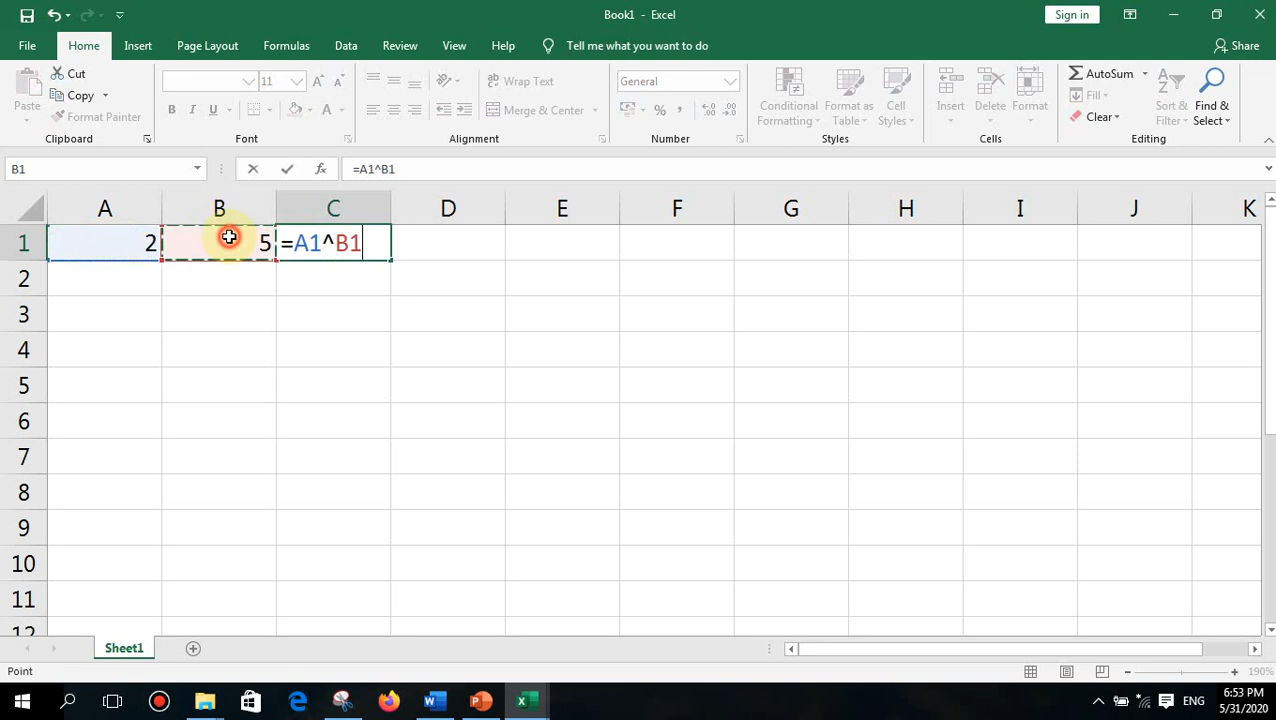 Book1 - Excel
Sign in
File Home Insert Page Layout Formulas Data Review View Help Tell me what you want to do Share
Paste Cut Copy Format Painter
Clipboard
11
B I U
Font
Wrap Text
Merge & Center
Alignment
General
%
Number
Conditional Formatting
Format as Table
Cell Styles
Styles
Insert Delete Format
Cells
AutoSum
Fill
Clear
Sort & Filter
Find & Select
Editing
B1 fx =A1^B1
A B C D E F G H I J K
1 2 5 =A1^B1
2
3
4
5
6
7
8
9
10
11
12
Sheet1
Point 190%
ENG 6:53 PM
5/31/2020